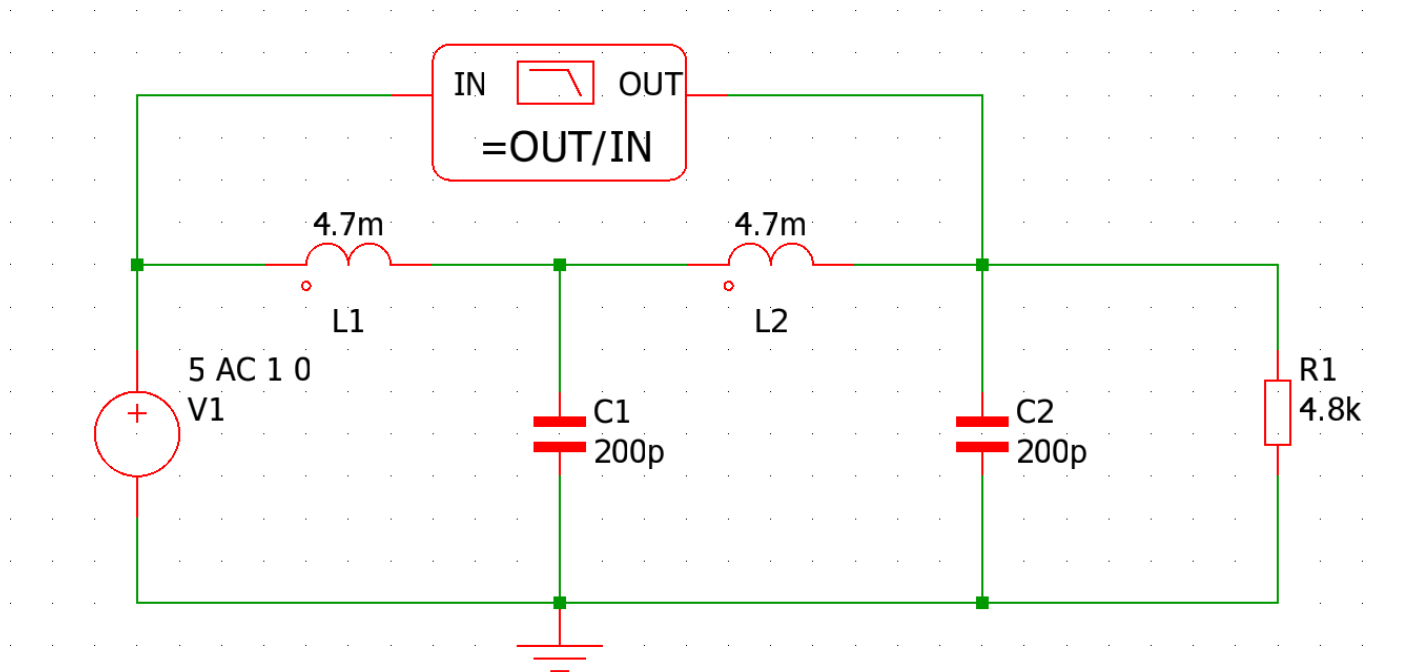 IN OUT
=OUT/IN
4.7m
4.7m
L1
L2
5 AC 1 0
V1
C1
200p
C2
200p
R1
4.8k